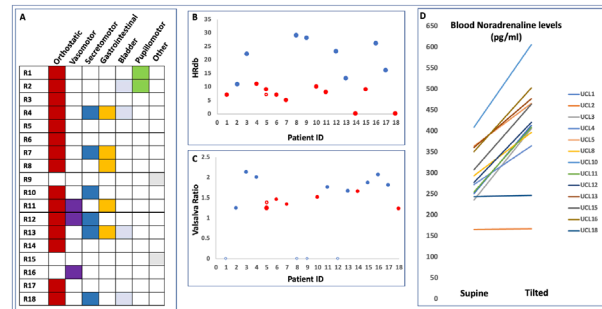 A
Orthostatic
Vasomotor
Secretomotor
Gastrointestinal
Bladder
Pupillomotor
Other
R1
R2
R3
R4
R5
R6
R7
R8
R9
R10
R11
R12
R13
R14
R15
R16
R17
R18
B
HRdb
35
30
25
20
15
10
5
0
0 1 2 3 4 5 6 7 8 9 10 11 12 13 14 15 16 17 18
Patient ID
C
Valsalva Ratio
2.5
2
1.5
1
0.5
0
0 1 2 3 4 5 6 7 8 9 10 11 12 13 14 15 16 17 18
Patient ID
D
Blood Noradrenaline levels
(pg/ml)
650
600
550
500
450
400
350
300
250
200
150
100
50
0
Supine Tilted
UCL1
UCL2
UCL3
UCL4
UCL5
UCL8
UCL10
UCL11
UCL12
UCL13
UCL15
UCL16
UCL18